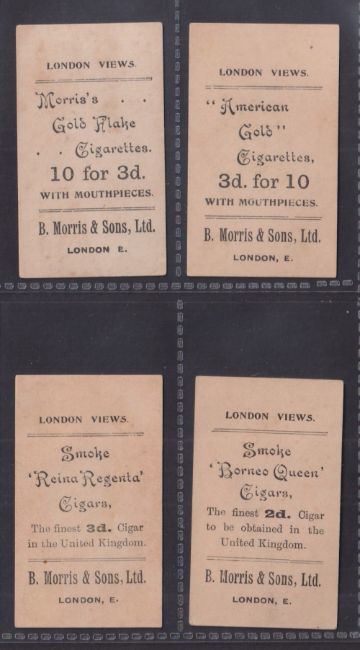 LONDON VIEWS.
Morris's . .
Gold Flake
. . Cigarettes.
10 for 3d.
WITH MOUTHPIECES.
B. Morris & Sons, Ltd.
LONDON E.
LONDON VIEWS.
"American
Gold"
Cigarettes,
3d. for 10
WITH MOUTHPIECES.
B. Morris & Sons, Ltd.
LONDON, E.
LONDON VIEWS.
Smoke
'Reina Regenta'
Cigars,
The finest 3d. Cigar
in the United Kingdom.
B. Morris & Sons, Ltd.
LONDON, E.
LONDON VIEWS.
Smoke
'Borneo Queen'
Cigars,
The finest 2d. Cigar
to be obtained in the
United Kingdom.
B. Morris & Sons, Ltd.
LONDON, E.